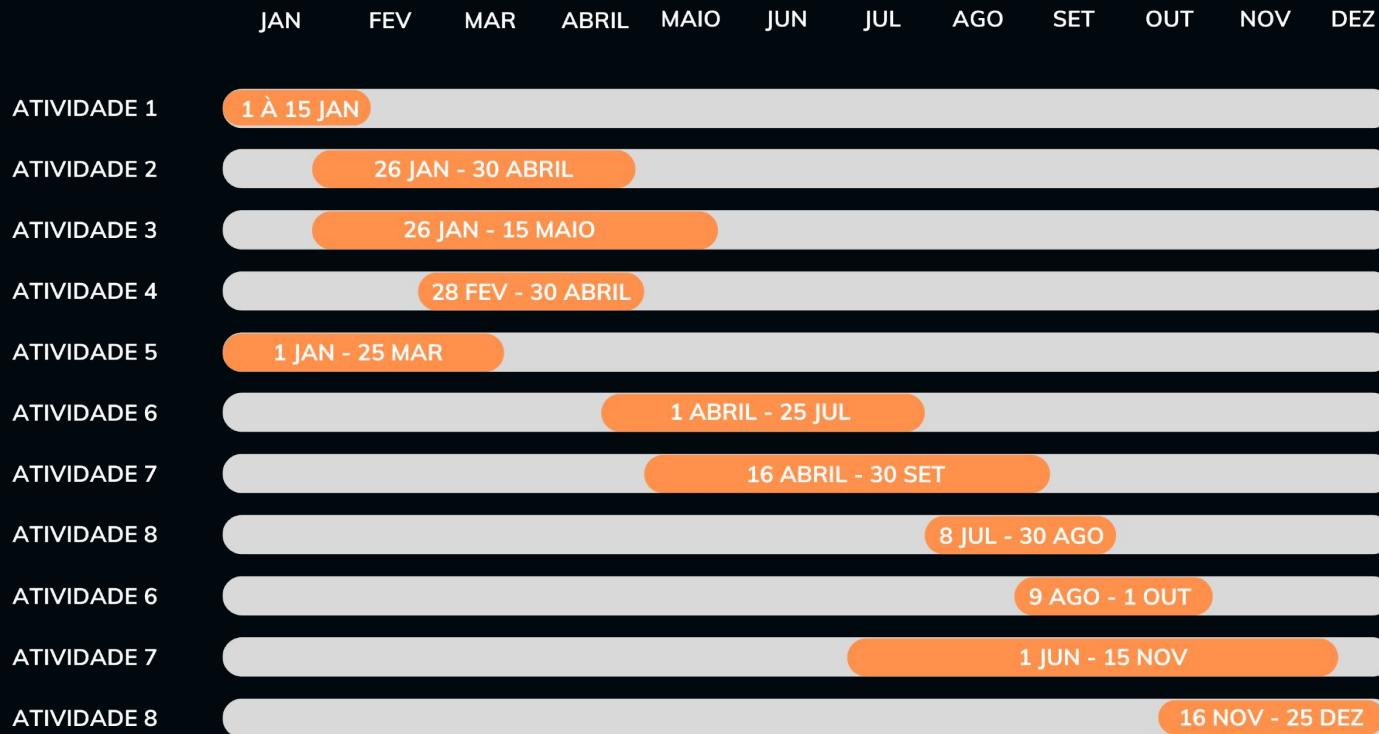 JAN FEV MAR ABRIL MAIO JUN JUL AGO SET OUT NOV DEZ
ATIVIDADE 1 1 À 15 JAN
ATIVIDADE 2 26 JAN - 30 ABRIL
ATIVIDADE 3 26 JAN - 15 MAIO
ATIVIDADE 4 28 FEV - 30 ABRIL
ATIVIDADE 5 1 JAN - 25 MAR
ATIVIDADE 6 1 ABRIL - 25 JUL
ATIVIDADE 7 16 ABRIL - 30 SET
ATIVIDADE 8 8 JUL - 30 AGO
ATIVIDADE 6 9 AGO - 1 OUT
ATIVIDADE 7 1 JUN - 15 NOV
ATIVIDADE 8 16 NOV - 25 DEZ